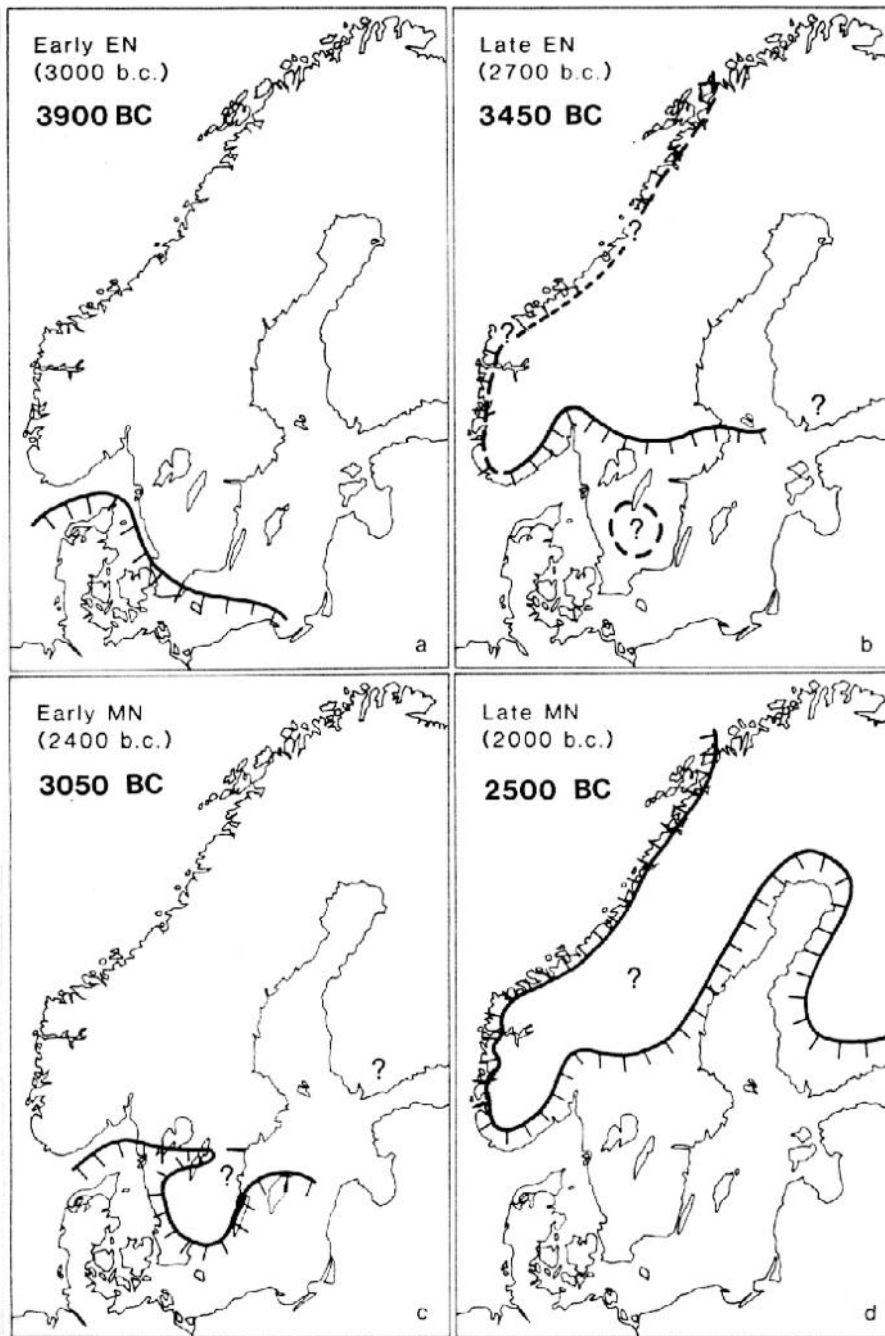 Early EN
(3000 b.c.)
3900 BC
a
Late EN
(2700 b.c.)
3450 BC
?
?
?
?
b
Early MN
(2400 b.c.)
3050 BC
?
?
c
Late MN
(2000 b.c.)
2500 BC
?
d